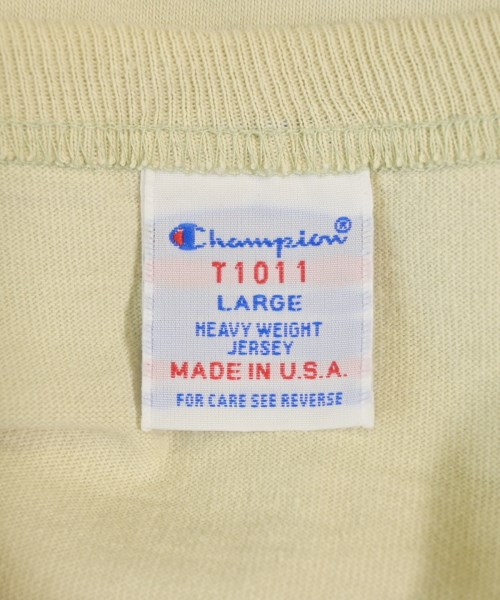 Champion®
T1011
LARGE
HEAVY WEIGHT
JERSEY
MADE IN U.S.A.
FOR CARE SEE REVERSE